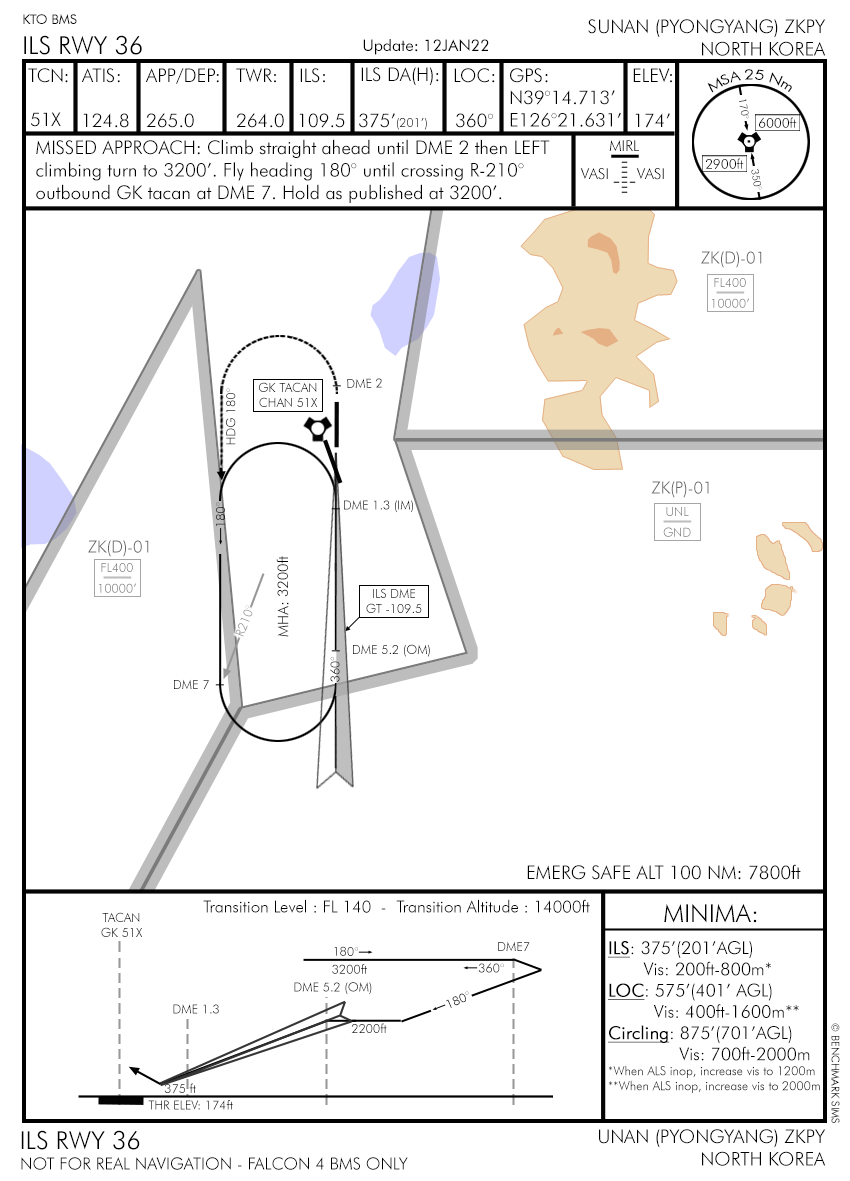 KTO BMS
ILS RWY 36
Update: 12JAN22
SUNAN (PYONGYANG) ZKPY
NORTH KOREA
TCN:
51X
ATIS:
124.8
APP/DEP:
265.0
TWR:
264.0
ILS:
109.5
ILS DA(H):
375'(201')
LOC:
360°
GPS:
N39°14.713'
E126°21.631'
ELEV:
174'
MSA 25 Nm
170°
6000ft
2900ft
350°
MISSED APPROACH: Climb straight ahead until DME 2 then LEFT
climbing turn to 3200'. Fly heading 180° until crossing R-210°
outbound GK tacan at DME 7. Hold as published at 3200'.
MIRL
VASI VASI
ZK(D)-01
FL400
10000'
DME 2
GK TACAN
CHAN 51X
HDG 180°
ZK(P)-01
UNL
GND
DME 1.3 (IM)
180°
ZK(D)-01
FL400
10000'
MHA: 3200ft
ILS DME
GT -109.5
R210°
DME 5.2 (OM)
360°
DME 7
EMERG SAFE ALT 100 NM: 7800ft
Transition Level : FL 140 - Transition Altitude : 14000ft
TACAN
GK 51X
180°
3200ft
DME7
360°
DME 5.2 (OM)
180°
DME 1.3
2200ft
375'ft
THR ELEV: 174ft
MINIMA:
ILS: 375'(201'AGL)
Vis: 200ft-800m*
LOC: 575'(401' AGL)
Vis: 400ft-1600m**
Circling: 875'(701'AGL)
Vis: 700ft-2000m
*When ALS inop, increase vis to 1200m
**When ALS inop, increase vis to 2000m
© BENCHMARK SIMS
ILS RWY 36
NOT FOR REAL NAVIGATION - FALCON 4 BMS ONLY
UNAN (PYONGYANG) ZKPY
NORTH KOREA